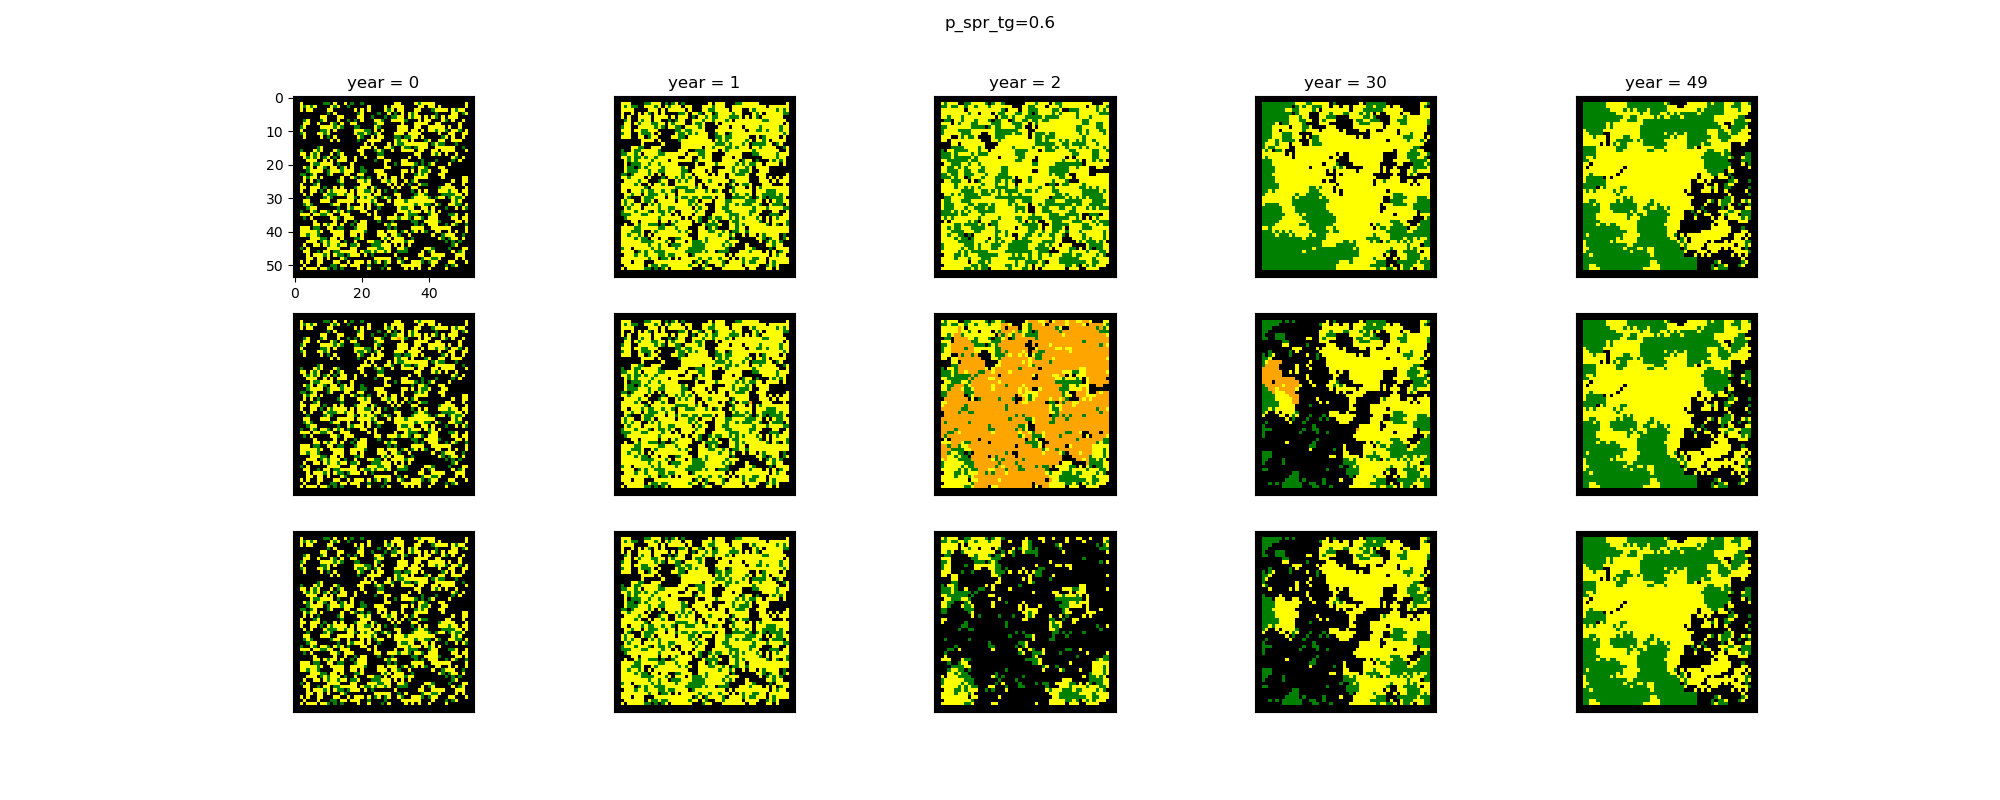 p_spr_tg=0.6
year = 0
year = 1
year = 2
year = 30
year = 49
0
10
20
30
40
50
0
20
40